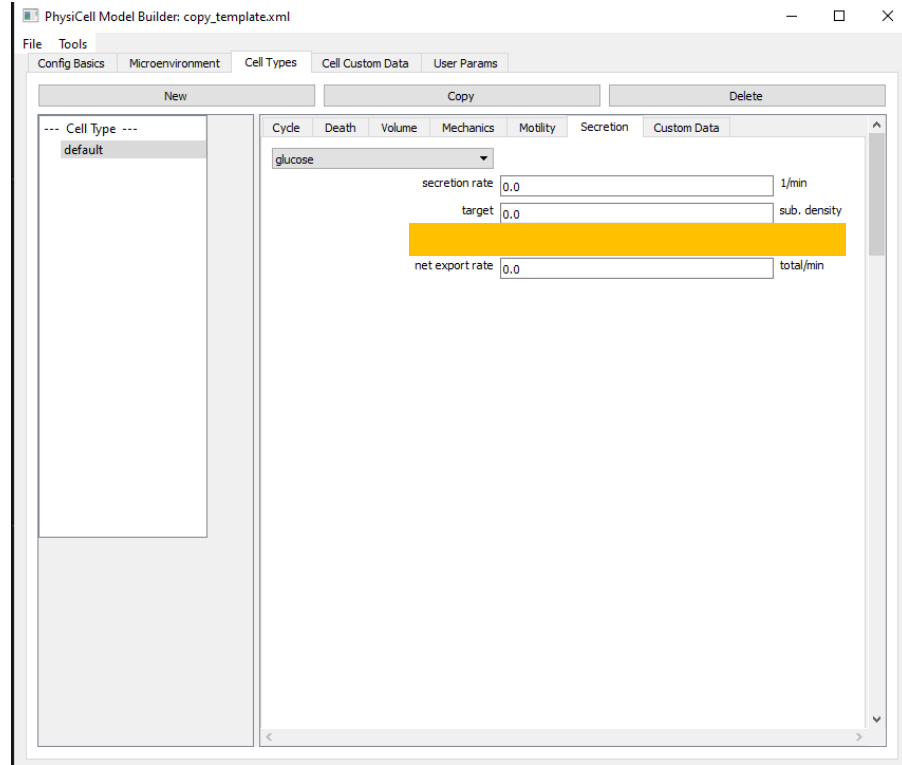 PhysiCell Model Builder: copy_template.xml
File Tools
Config Basics Microenvironment Cell Types Cell Custom Data User Params
New Copy Delete
--- Cell Type ---
default
Cycle Death Volume Mechanics Motility Secretion Custom Data
glucose
secretion rate 0.0 1/min
target 0.0 sub. density
net export rate 0.0 total/min